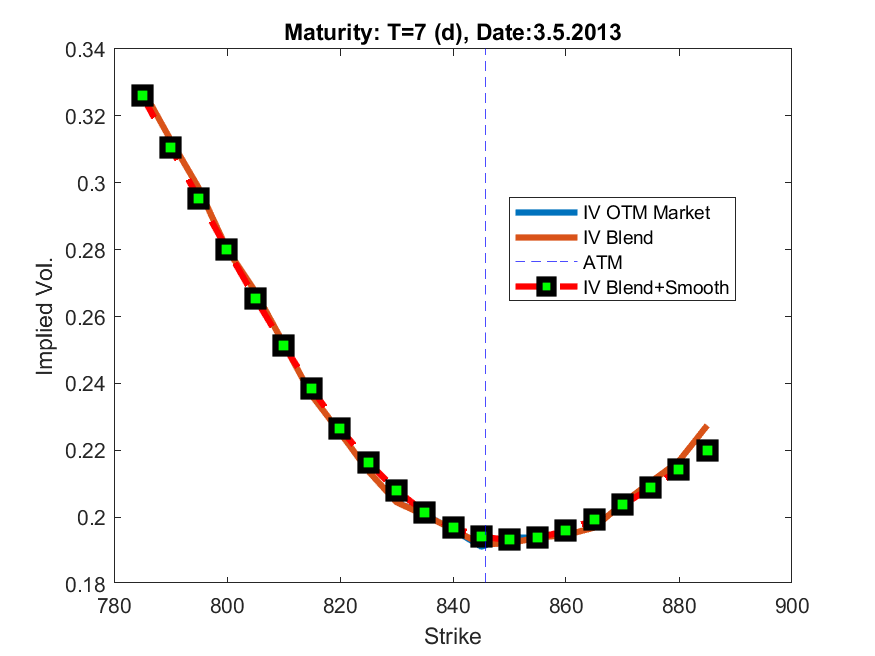 Maturity: T=7 (d), Date:3.5.2013
0.34
0.32
0.3
0.28
0.26
0.24
0.22
0.2
0.18
Implied Vol.
IV OTM Market
IV Blend
ATM
IV Blend+Smooth
780 800 820 840 860 880 900
Strike